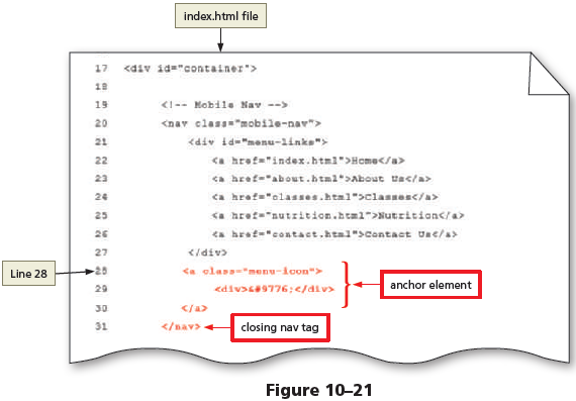 index.html file
17 <div id="container">
18
19 <!-- Mobile Nav -->
20 <nav class="mobile-nav">
21 <div id="menu-links">
22 <a href="index.html">Home</a>
23 <a href="about.html">About Us</a>
24 <a href="classes.html">Classes</a>
25 <a href="nutrition.html">Nutrition</a>
26 <a href="contact.html">Contact Us</a>
27 </div>
Line 28
28 <a class="menu-icon">
29 <div>&#9776;</div>
anchor element
30 </a>
31 </nav>
closing nav tag
Figure 10–21